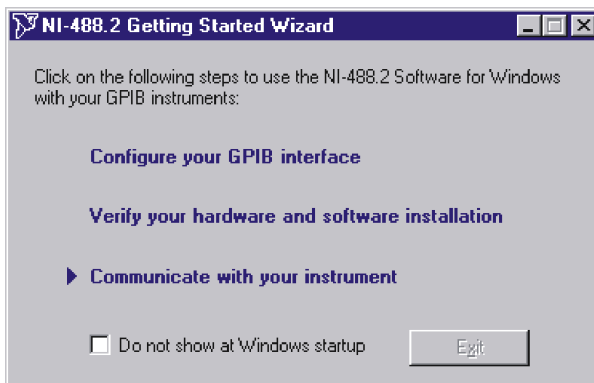 NI-488.2 Getting Started Wizard
Click on the following steps to use the NI-488.2 Software for Windows
with your GPIB instruments:
Configure your GPIB interface
Verify your hardware and software installation
Communicate with your instrument
Do not show at Windows startup
Exit